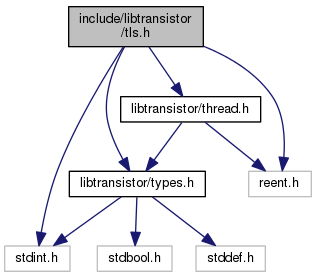 include/libtransistor
/tls.h
libtransistor/thread.h
libtransistor/types.h
reent.h
stdint.h
stdbool.h
stddef.h